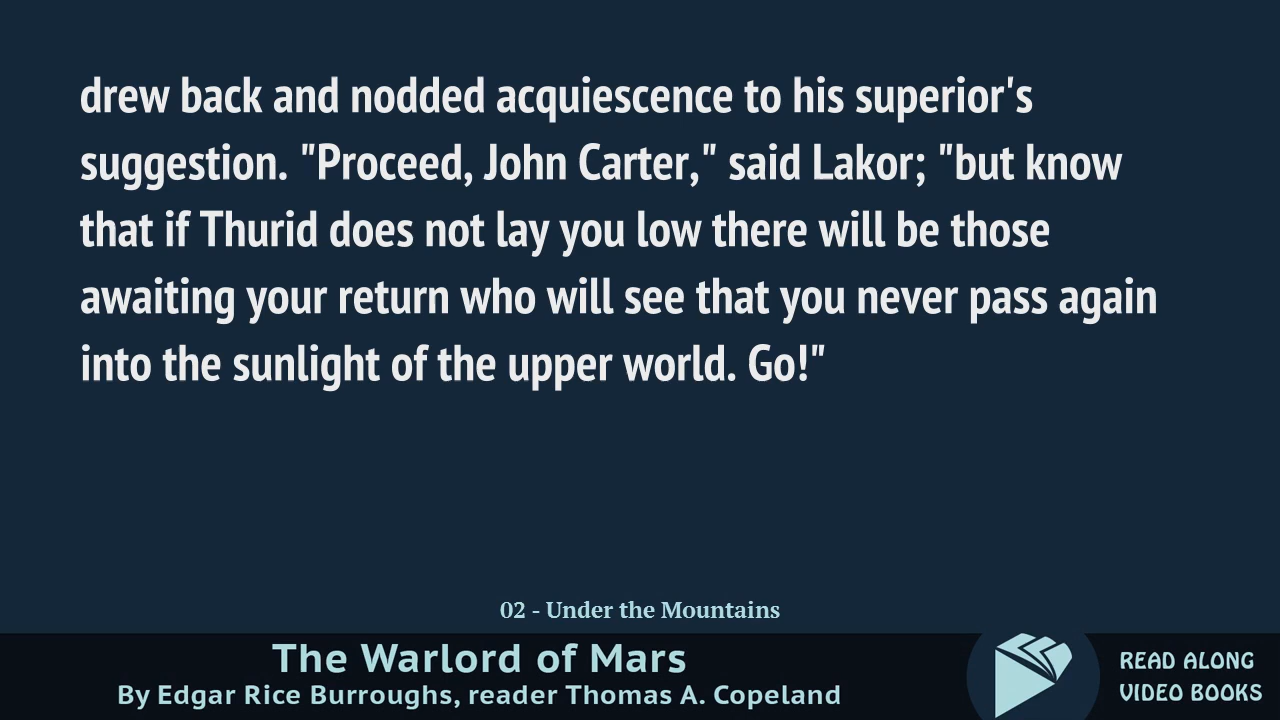 drew back and nodded acquiescence to his superior's
suggestion. "Proceed, John Carter," said Lakor; "but know
that if Thurid does not lay you low there will be those
awaiting your return who will see that you never pass again
into the sunlight of the upper world. Go!"
02 - Under the Mountains
The Warlord of Mars
By Edgar Rice Burroughs, reader Thomas A. Copeland
READ ALONG
VIDEO BOOKS